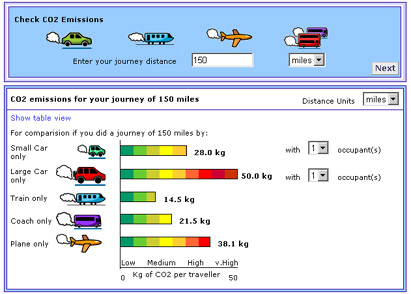 Check CO2 Emissions
Enter your journey distance 150 miles
Next
CO2 emissions for your journey of 150 miles Distance Units miles
Show table view
For comparision if you did a journey of 150 miles by:
Small Car only 28.0 kg with 1 occupant(s)
Large Car only 50.0 kg with 1 occupant(s)
Train only 14.5 kg
Coach only 21.5 kg
Plane only 38.1 kg
Low Medium High v.High
0 Kg of CO2 per traveller 50